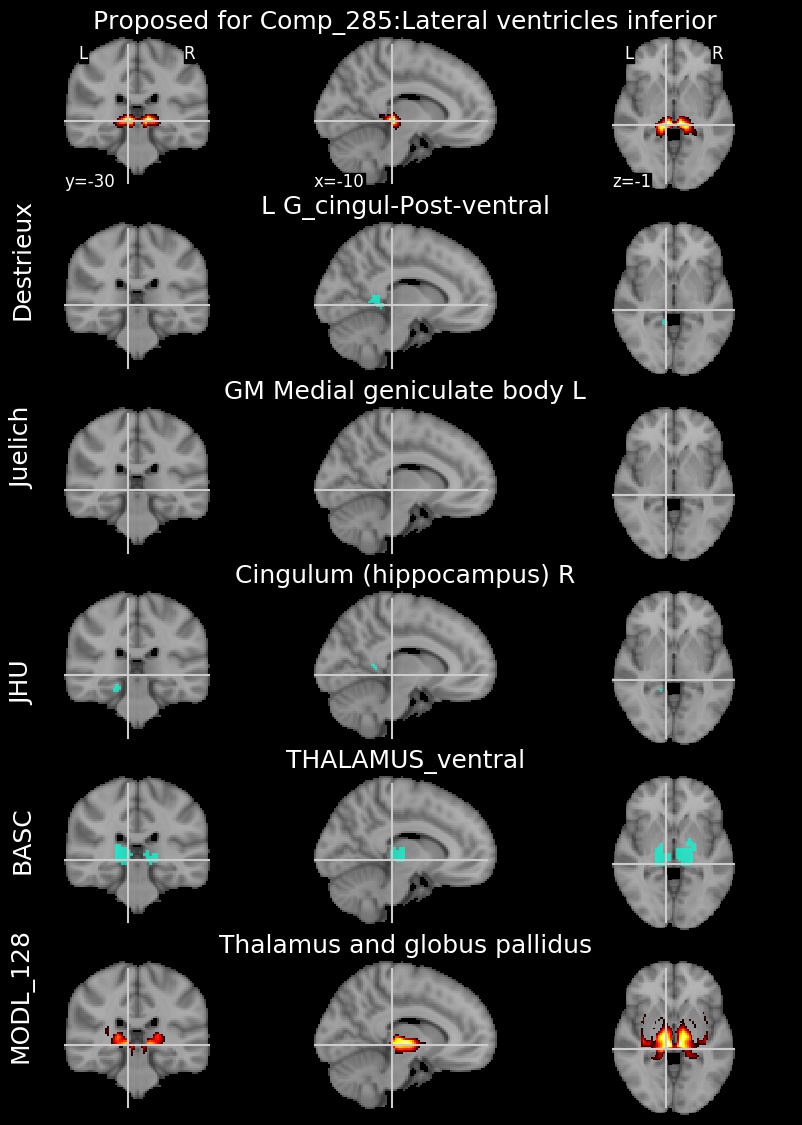 Proposed for Comp_285:Lateral ventricles inferior
L R L R
y=-30 x=-10 z=-1
Destrieux
L G_cingul-Post-ventral
Juelich
GM Medial geniculate body L
JHU
Cingulum (hippocampus) R
BASC
THALAMUS_ventral
MODL_128
Thalamus and globus pallidus